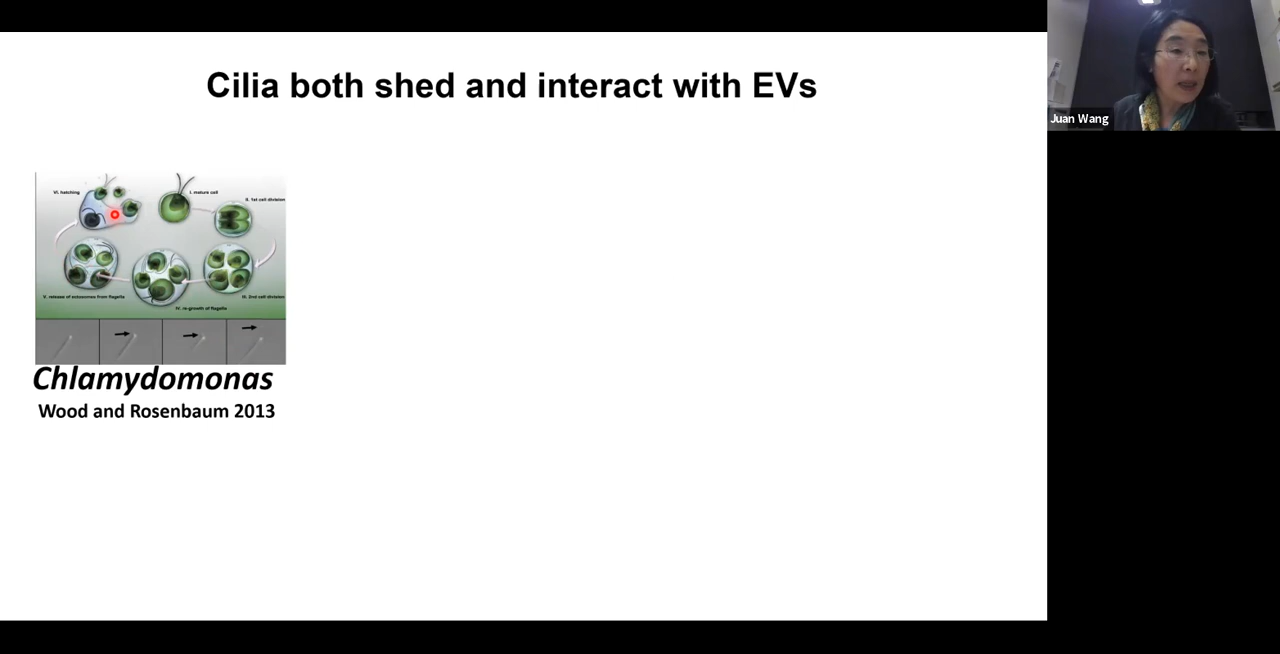 Cilia both shed and interact with EVs
Juan Wang
VI. hatching
I. mature cell
II. 1st cell division
V. release of ectosomes from flagella
III. 2nd cell division
IV. re-growth of flagella
Chlamydomonas
Wood and Rosenbaum 2013